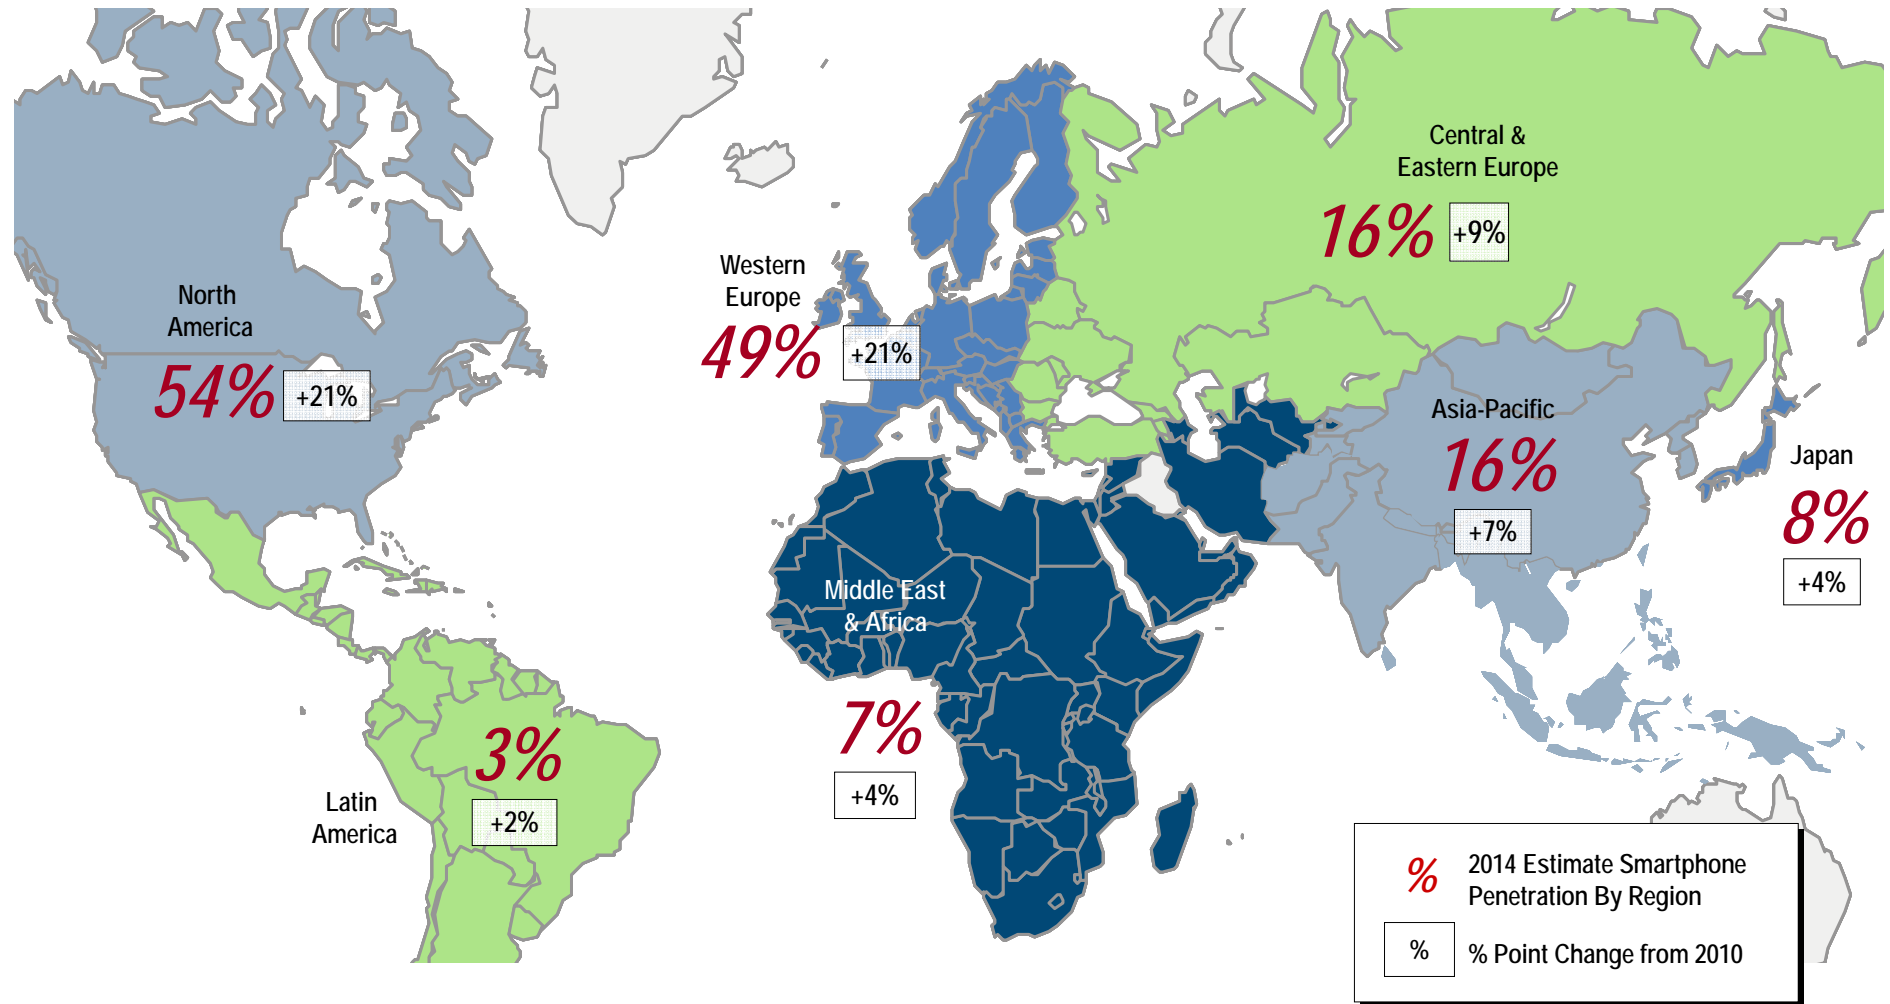 Central &
Eastern Europe
16%
+9%
Western
Europe
49%
+21%
North
America
54%
+21%
Asia-Pacific
16%
+7%
Japan
8%
+4%
Middle East
& Africa
7%
+4%
3%
+2%
Latin
America
% 2014 Estimate Smartphone
Penetration By Region
% % Point Change from 2010